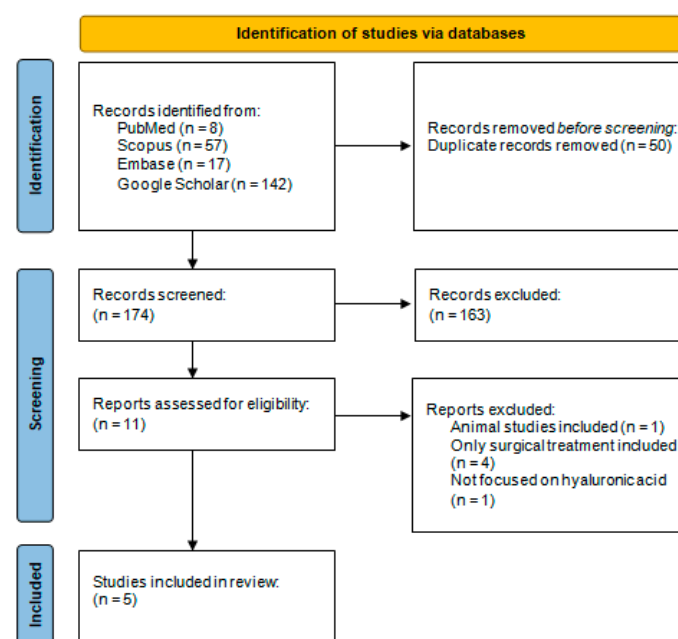 Identification of studies via databases
Identification
Records identified from:
PubMed (n = 8)
Scopus (n = 57)
Embase (n = 17)
Google Scholar (n = 142)
Records removed before screening:
Duplicate records removed (n = 50)
Screening
Records screened:
(n = 174)
Records excluded:
(n = 163)
Reports assessed for eligibility:
(n = 11)
Reports excluded:
Animal studies included (n = 1)
Only surgical treatment included
(n = 4)
Not focused on hyaluronic acid
(n = 1)
Included
Studies included in review:
(n = 5)